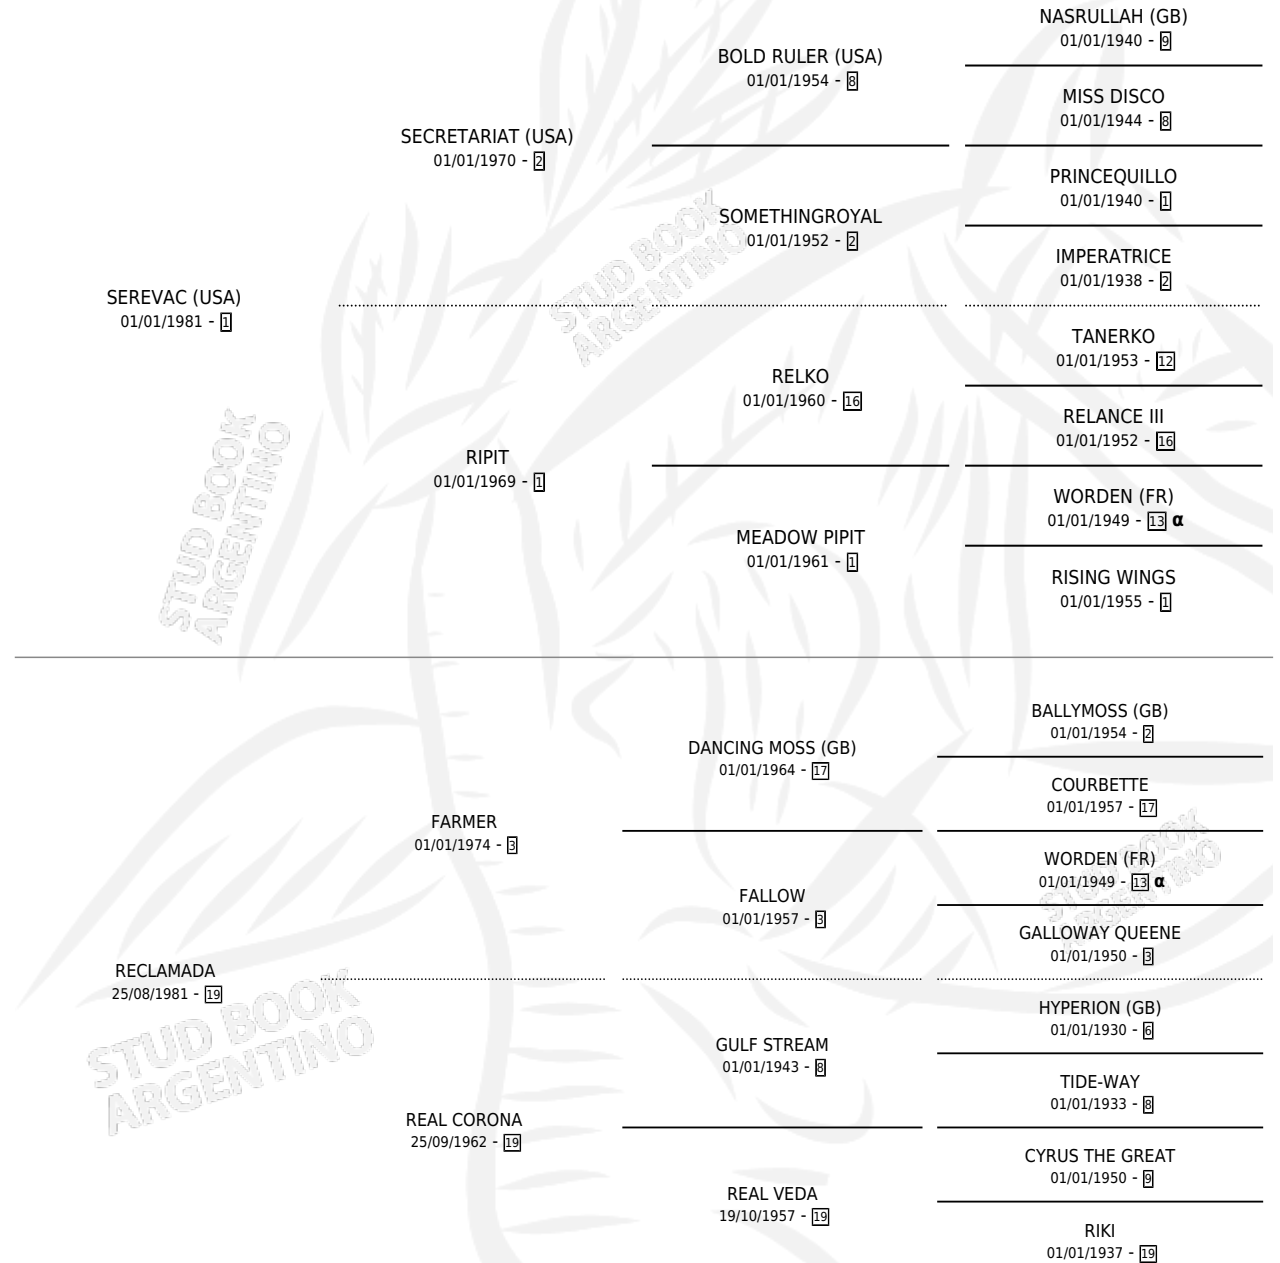 NASRULLAH (GB)
01/01/1940 - 9
BOLD RULER (USA)
01/01/1954 - 8
MISS DISCO
01/01/1944 - 8
SECRETARIAT (USA)
01/01/1970 - 2
PRINCEQUILLO
01/01/1940 - 1
SOMETHINGROYAL
01/01/1952 - 2
IMPERATRICE
01/01/1938 - 2
SEREVAC (USA)
01/01/1981 - 1
TANERKO
01/01/1953 - 12
RELKO
01/01/1960 - 16
RELANCE III
01/01/1952 - 16
RIPIT
01/01/1969 - 1
WORDEN (FR)
01/01/1949 - 13 α
MEADOW PIPIT
01/01/1961 - 1
RISING WINGS
01/01/1955 - 1
BALLYMOSS (GB)
01/01/1954 - 2
DANCING MOSS (GB)
01/01/1964 - 17
COURBETTE
01/01/1957 - 17
FARMER
01/01/1974 - 3
WORDEN (FR)
01/01/1949 - 13 α
FALLOW
01/01/1957 - 3
GALLOWAY QUEENE
01/01/1950 - 3
RECLAMADA
25/08/1981 - 19
HYPERION (GB)
01/01/1930 - 6
GULF STREAM
01/01/1943 - 8
TIDE-WAY
01/01/1933 - 8
REAL CORONA
25/09/1962 - 19
CYRUS THE GREAT
01/01/1950 - 9
REAL VEDA
19/10/1957 - 19
RIKI
01/01/1937 - 19
STUD BOOK
ARGENTINO
STUD BOOK
ARGENTINO
STUD BOOK
ARGENTINO
STUD BOOK
ARGENTINO